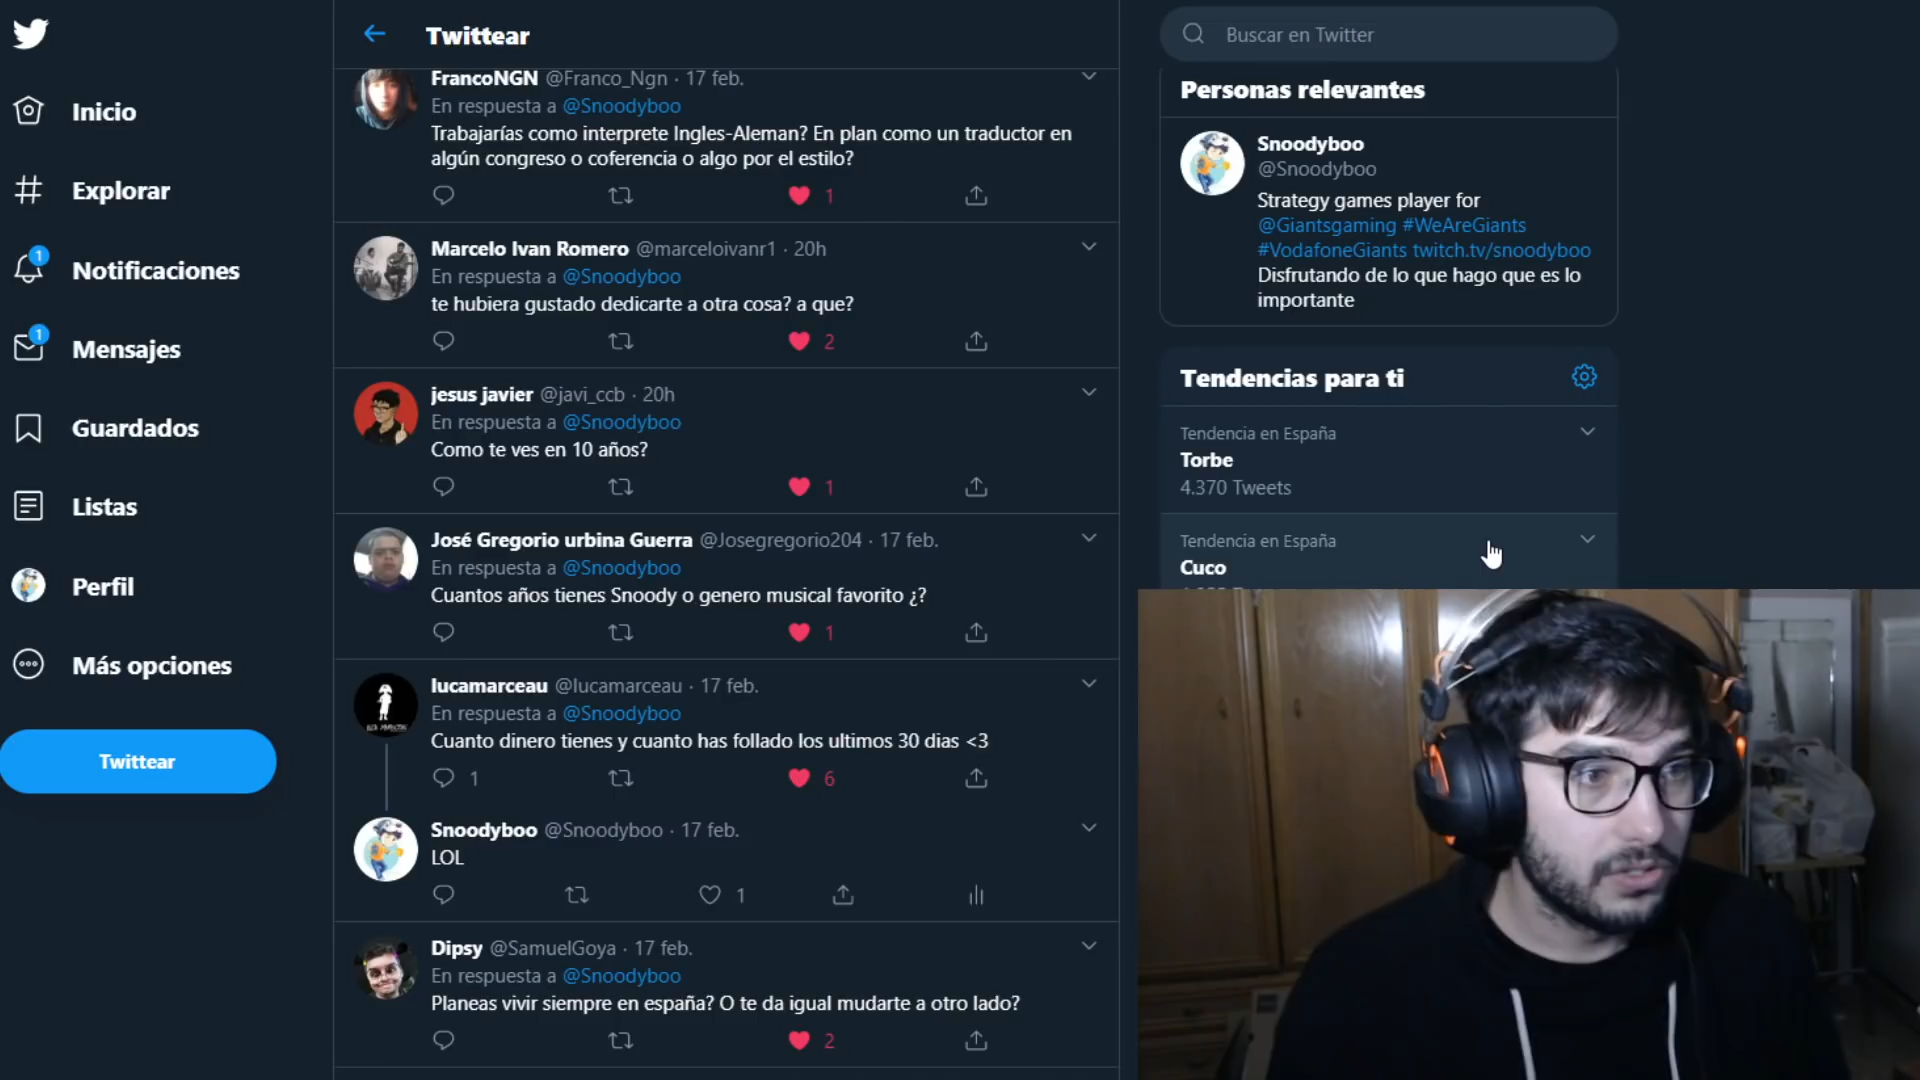 Inicio
Explorar
1
Notificaciones
1
Mensajes
Guardados
Listas
Perfil
Más opciones
Twittear
Twittear
FrancoNGN @Franco_Ngn · 17 feb.
En respuesta a @Snoodyboo
Trabajarías como interprete Ingles-Aleman? En plan como un traductor en
algún congreso o coferencia o algo por el estilo?
1
Marcelo Ivan Romero @marceloivanr1 · 20h
En respuesta a @Snoodyboo
te hubiera gustado dedicarte a otra cosa? a que?
2
jesus javier @javi_ccb · 20h
En respuesta a @Snoodyboo
Como te ves en 10 años?
1
José Gregorio urbina Guerra @Josegregorio204 · 17 feb.
En respuesta a @Snoodyboo
Cuantos años tienes Snoody o genero musical favorito ¿?
1
lucamarceau @lucamarceau · 17 feb.
En respuesta a @Snoodyboo
Cuanto dinero tienes y cuanto has follado los ultimos 30 dias <3
1 6
Snoodyboo @Snoodyboo · 17 feb.
LOL
1
Dipsy @SamuelGoya · 17 feb.
En respuesta a @Snoodyboo
Planeas vivir siempre en españa? O te da igual mudarte a otro lado?
2
Buscar en Twitter
Personas relevantes
Snoodyboo
@Snoodyboo
Strategy games player for
@Giantsgaming #WeAreGiants
#VodafoneGiants twitch.tv/snoodyboo
Disfrutando de lo que hago que es lo
importante
Tendencias para ti
Tendencia en España
Torbe
4.370 Tweets
Tendencia en España
Cuco